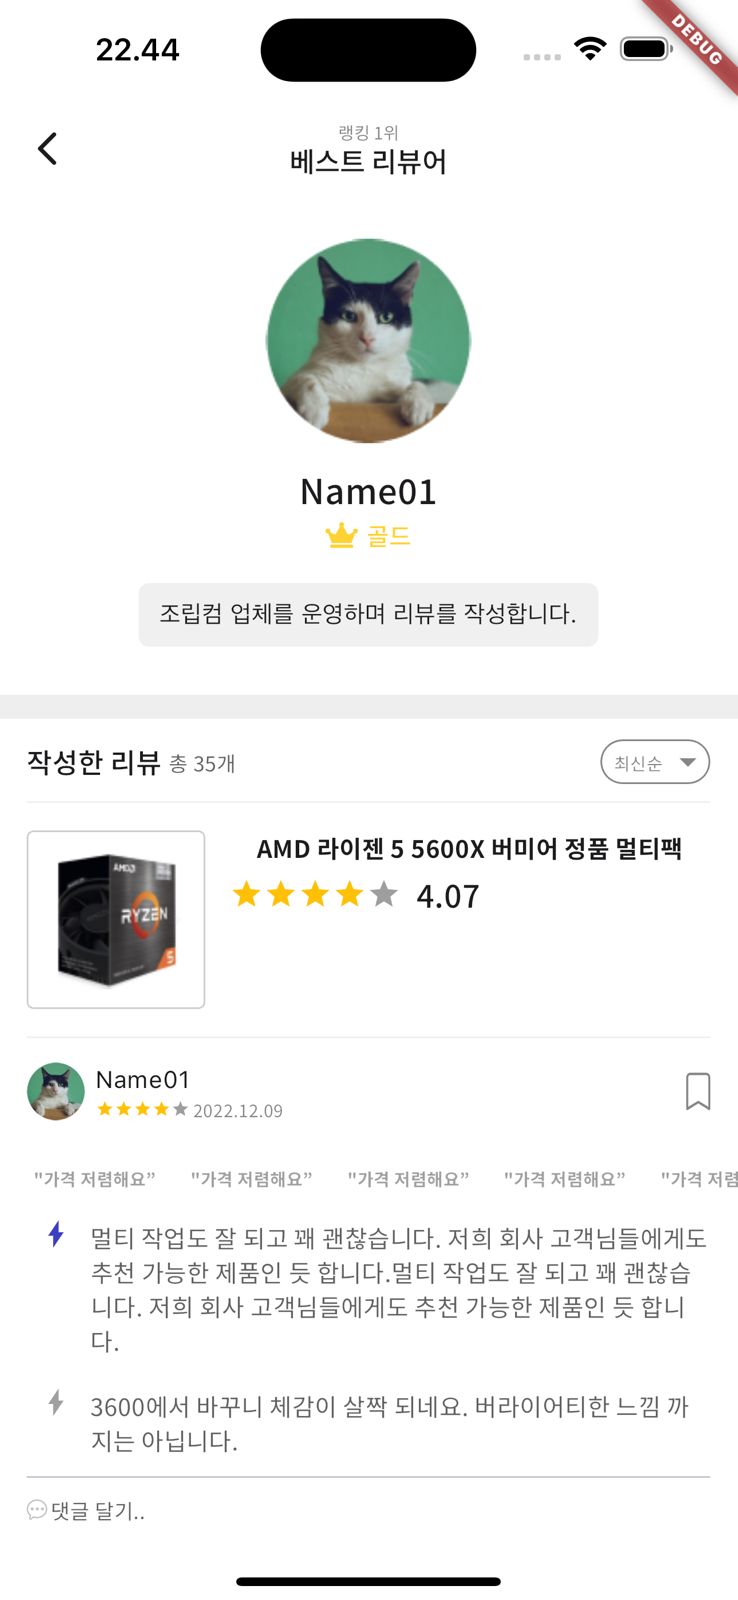 22.44
DEBUG
랭킹 1위
베스트 리뷰어
Name01
골드
조립컴 업체를 운영하며 리뷰를 작성합니다.
작성한 리뷰 총 35개
최신순
AMD 라이젠 5 5600X 버미어 정품 멀티팩
4.07
AMD
RYZEN
5
Name01
2022.12.09
"가격 저렴해요” "가격 저렴해요” "가격 저렴해요” "가격 저렴해요” "가격 저렴
멀티 작업도 잘 되고 꽤 괜찮습니다. 저희 회사 고객님들에게도
추천 가능한 제품인 듯 합니다.멀티 작업도 잘 되고 꽤 괜찮습
니다. 저희 회사 고객님들에게도 추천 가능한 제품인 듯 합니
다.
3600에서 바꾸니 체감이 살짝 되네요. 버라이어티한 느낌 까
지는 아닙니다.
댓글 달기..